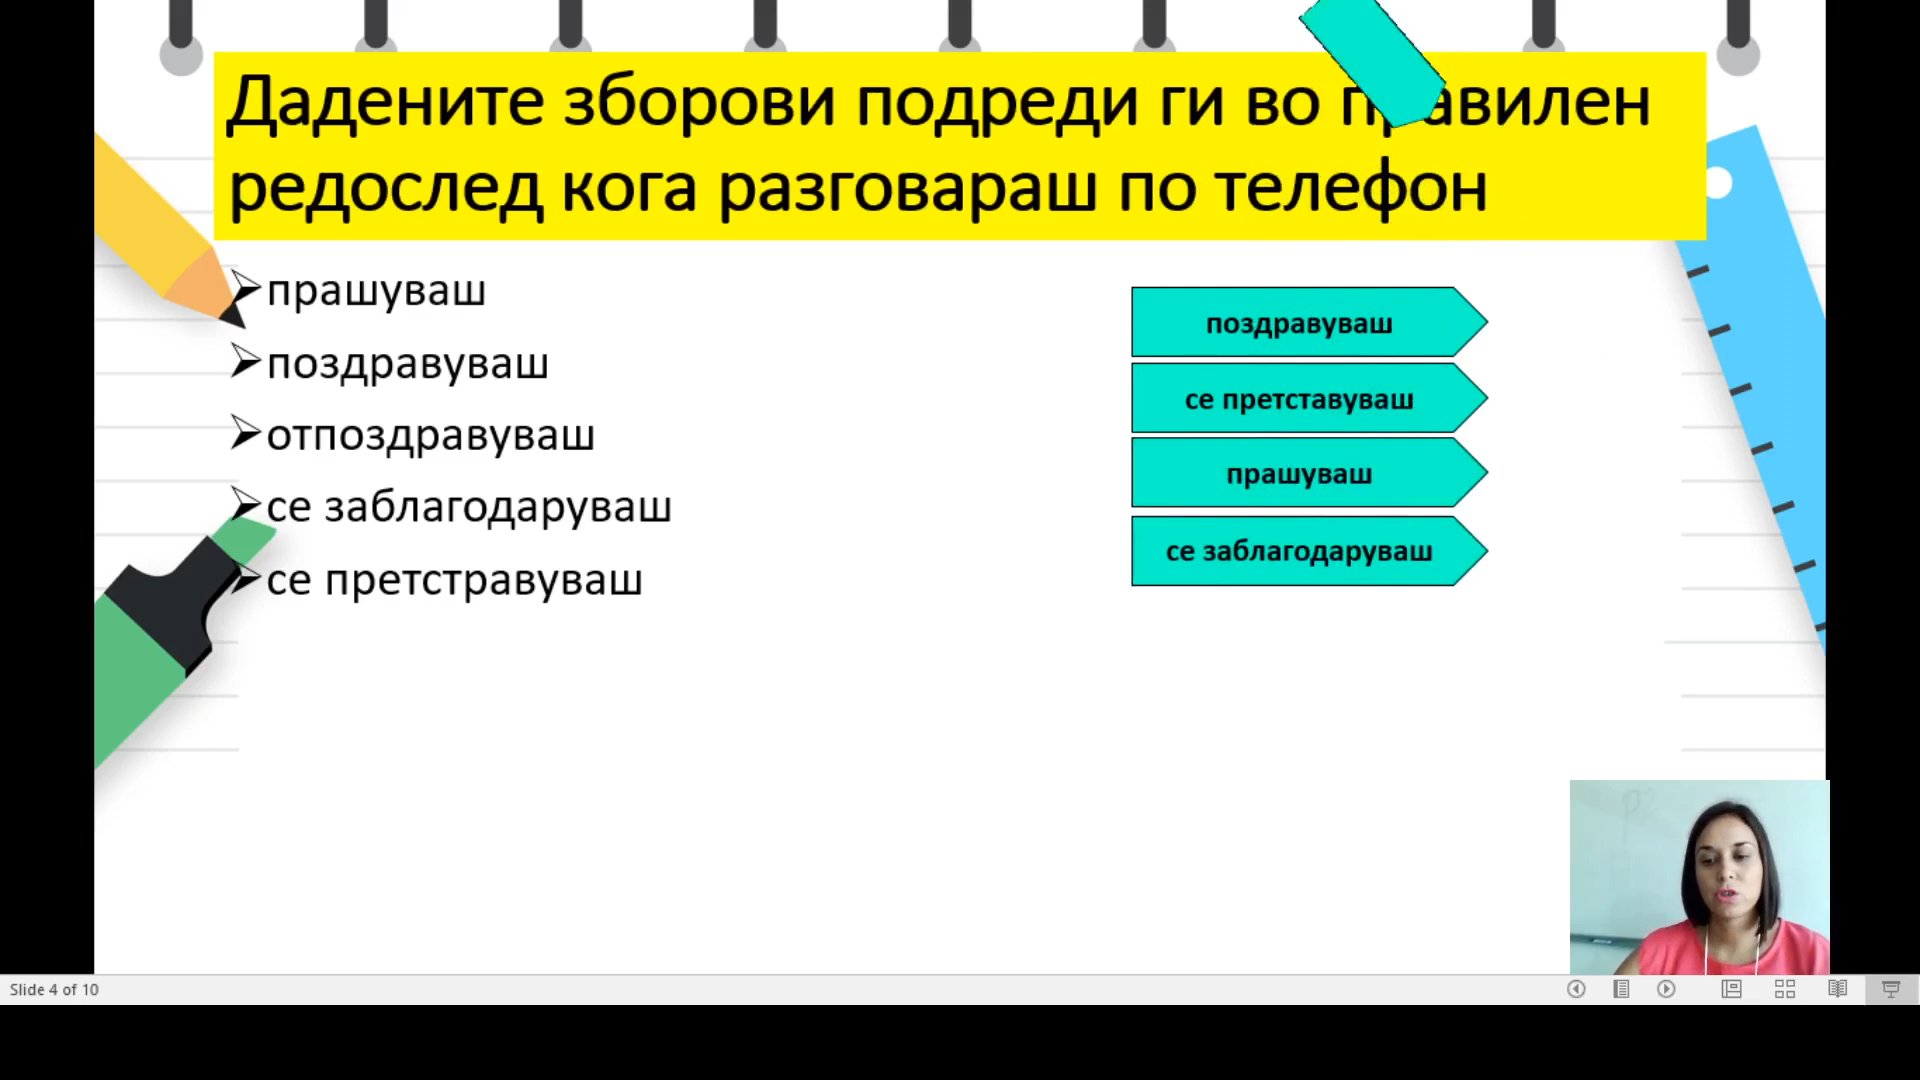 Дадените зборови подреди ги во правилен
редослед кога разговараш по телефон
прашуваш
поздравуваш
отпоздравуваш
се заблагодаруваш
се претстравуваш
поздравуваш
се претставуваш
прашуваш
се заблагодаруваш
Slide 4 of 10